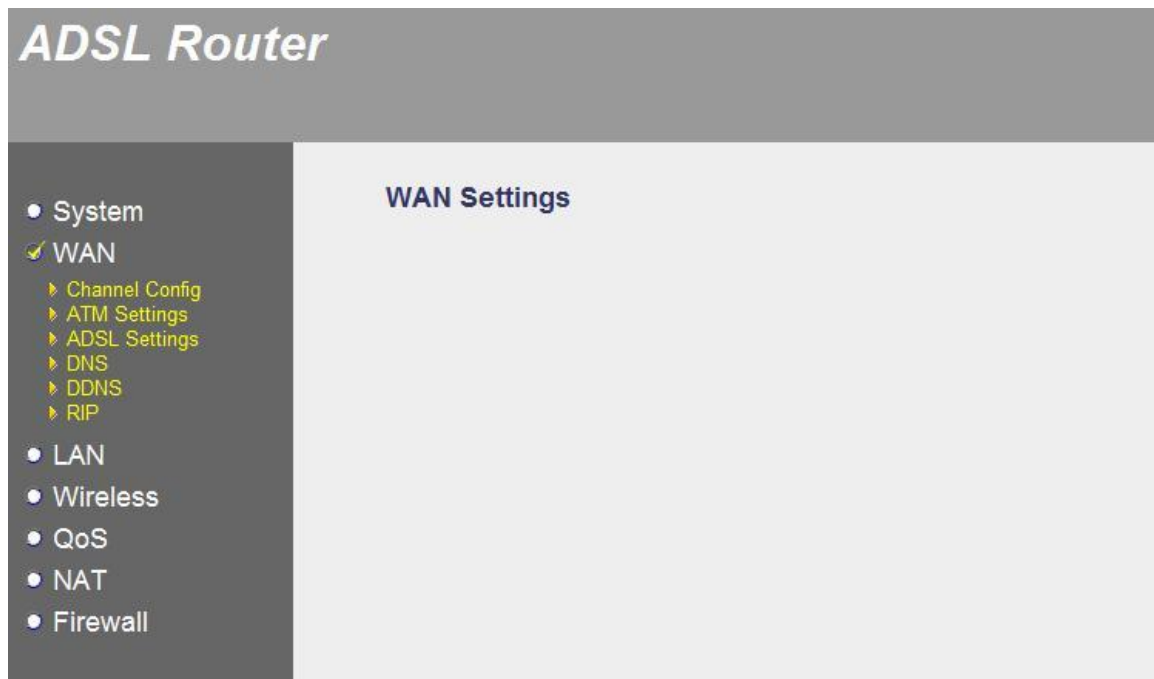 ADSL Router
System
WAN
Channel Config
ATM Settings
ADSL Settings
DNS
DDNS
RIP
LAN
Wireless
QoS
NAT
Firewall
WAN Settings